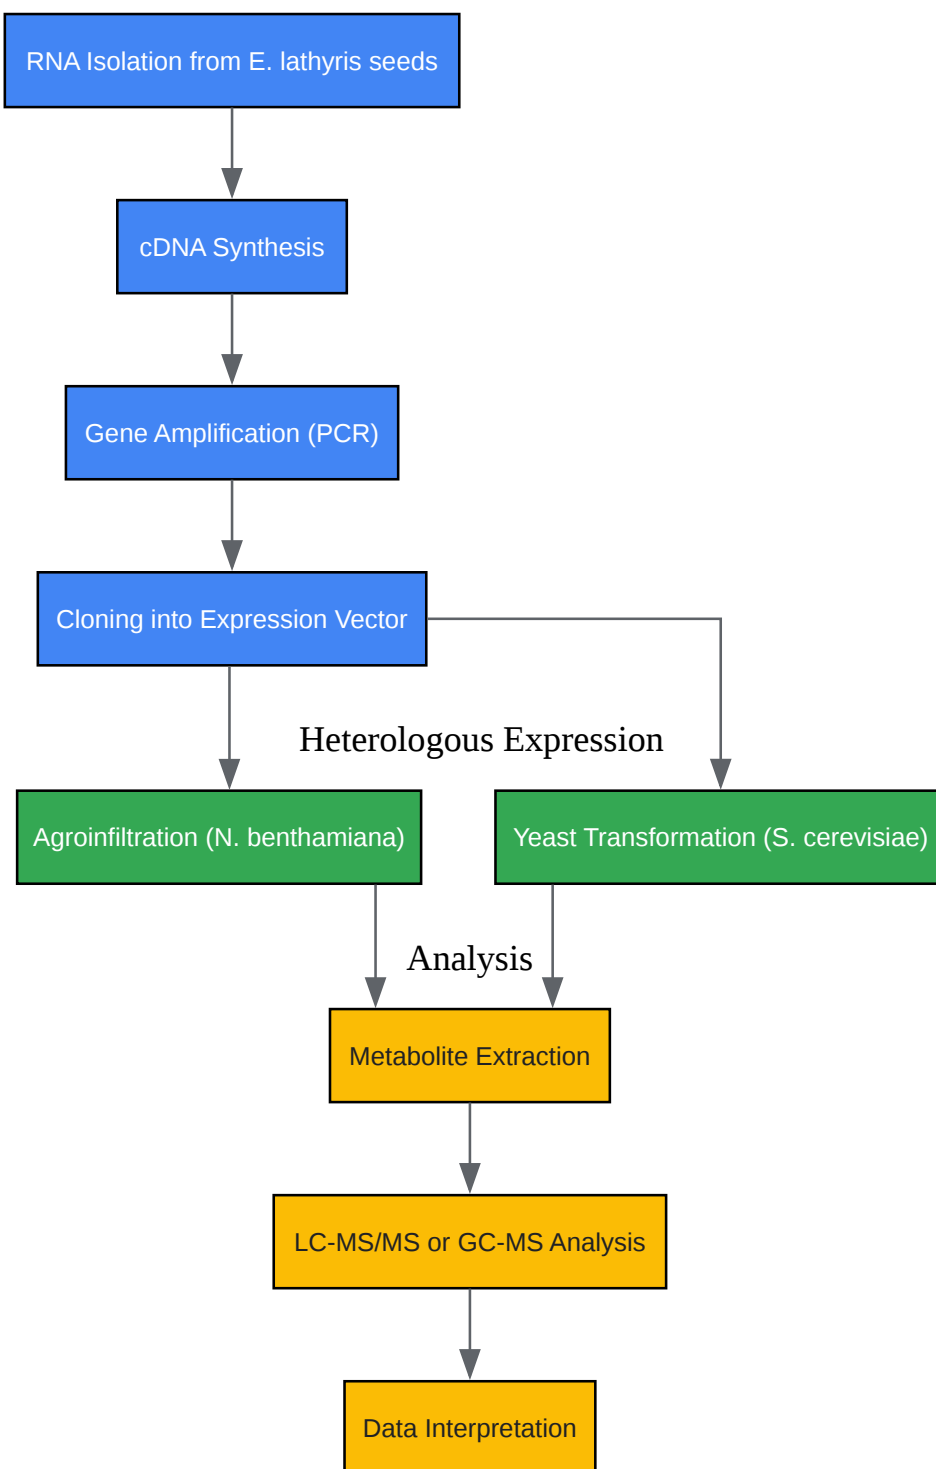 RNA Isolation from E. lathyris seeds
cDNA Synthesis
Gene Amplification (PCR)
Cloning into Expression Vector
Heterologous Expression
Agroinfiltration (N. benthamiana)
Yeast Transformation (S. cerevisiae)
Analysis
Metabolite Extraction
LC-MS/MS or GC-MS Analysis
Data Interpretation